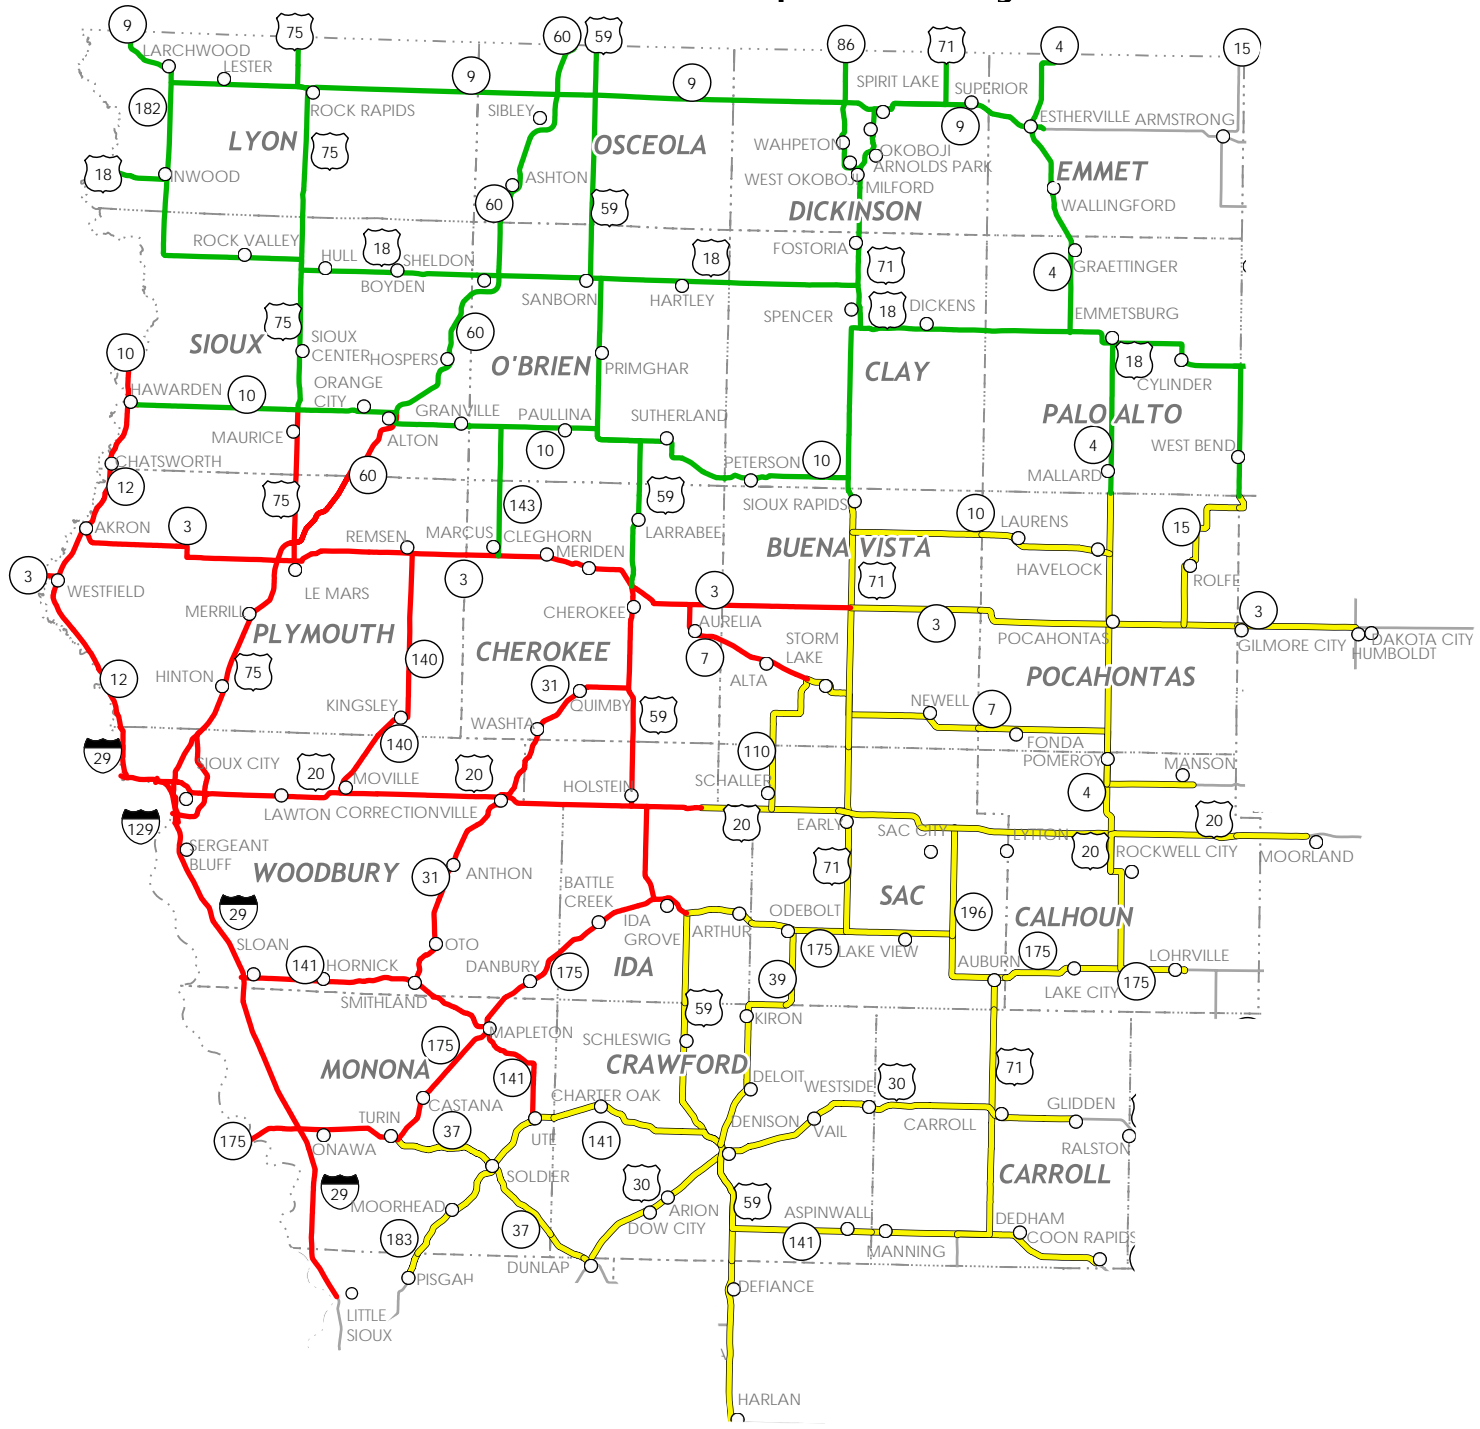 9
75
60
59
86
71
4
15
LARCHWOOD
LESTER
9
9
SPIRIT LAKE
SUPERIOR
182
ROCK RAPIDS
SIBLEY
ESTHERVILLE
ARMSTRONG
9
LYON
75
OSCEOLA
WAHPETON
OKOBOJI
ARNOLDS PARK
EMMET
18
INWOOD
ASHTON
WEST OKOBOJI
MILFORD
60
59
DICKINSON
WALLINGFORD
ROCK VALLEY
HULL
18
SHELDON
18
FOSTORIA
71
4
GRAETTINGER
BOYDEN
SANBORN
HARTLEY
SPENCER
18
DICKENS
EMMETSBURG
75
SIOUX
SIOUX
CENTER
60
HOSPERS
10
O'BRIEN
PRIMGHAR
CLAY
18
CYLINDER
HAWARDEN
10
ORANGE
CITY
GRANVILLE
PAULLINA
SUTHERLAND
PALO ALTO
MAURICE
ALTON
10
4
WEST BEND
CHATSWORTH
12
60
PETERSON
10
MALLARD
75
143
59
SIOUX RAPIDS
10
LAURENS
15
AKRON
3
REMSEN
MARCUS
CLEGHORN
LARRABEE
MERIDEN
BUENA VISTA
HAVELOCK
3
WESTFIELD
LE MARS
3
71
ROLFE
MERRILL
CHEROKEE
3
AURELIA
3
POCAHONTAS
3
GILMORE CITY
DAKOTA CITY
HUMBOLDT
PLYMOUTH
CHEROKEE
STORM
LAKE
7
ALTA
140
12
HINTON
75
31
QUIMBY
POCAHONTAS
KINGSLEY
WASHTA
59
NEWELL
7
29
140
110
FONDA
SIOUX CITY
20
MOVILLE
20
HOLSTEIN
SCHALLER
POMEROY
MANSON
4
LAWTON
CORRECTIONVILLE
129
20
EARLY
SAC CITY
LYTTON
20
20
ROCKWELL CITY
MOORLAND
SERGEANT
BLUFF
WOODBURY
31
ANTHON
BATTLE
CREEK
71
SAC
29
IDA
GROVE
ARTHUR
ODEBOLT
196
CALHOUN
SLOAN
OTO
175
LAKE VIEW
175
141
HORNICK
DANBURY
175
IDA
39
AUBURN
LOHRVILLE
LAKE CITY
175
SMITHLAND
59
KIRON
MAPLETON
SCHLESWIG
175
MONONA
141
CRAWFORD
71
DELOIT
WESTSIDE
30
CASTANA
CHARTER OAK
GLIDDEN
TURIN
37
DENISON
VAIL
CARROLL
175
ONAWA
UTE
141
RALSTON
SOLDIER
CARROLL
29
30
59
MOORHEAD
ARION
ASPINWALL
DEDHAM
183
37
DOW CITY
141
MANNING
COON RAPIDS
DUNLAP
PISGAH
DEFIANCE
LITTLE
SIOUX
HARLAN